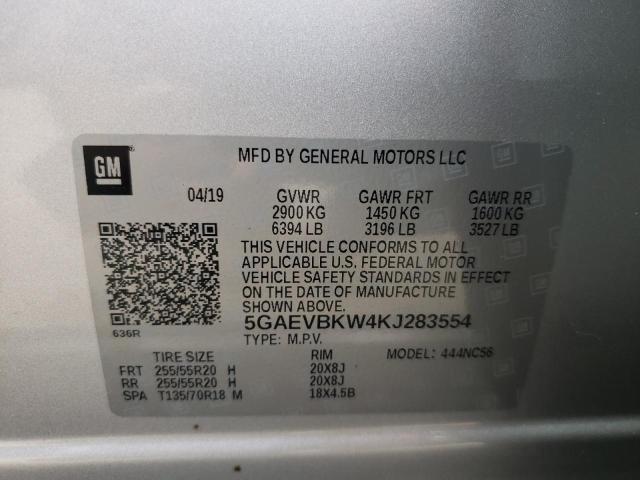 GM
MFD BY GENERAL MOTORS LLC
04/19 GVWR GAWR FRT GAWR RR
2900 KG 1450 KG 1600 KG
6394 LB 3196 LB 3527 LB
THIS VEHICLE CONFORMS TO ALL
APPLICABLE U.S. FEDERAL MOTOR
VEHICLE SAFETY STANDARDS IN EFFECT
ON THE DATE OF MANUFACTURE
SHOWN ABOVE.
5GAEVBKW4KJ283554
636R
TYPE: M.P.V. MODEL: 444NC56
TIRE SIZE RIM
FRT 255/55R20 H 20X8J
RR 255/55R20 H 20X8J
SPA T135/70R18 M 18X4.5B